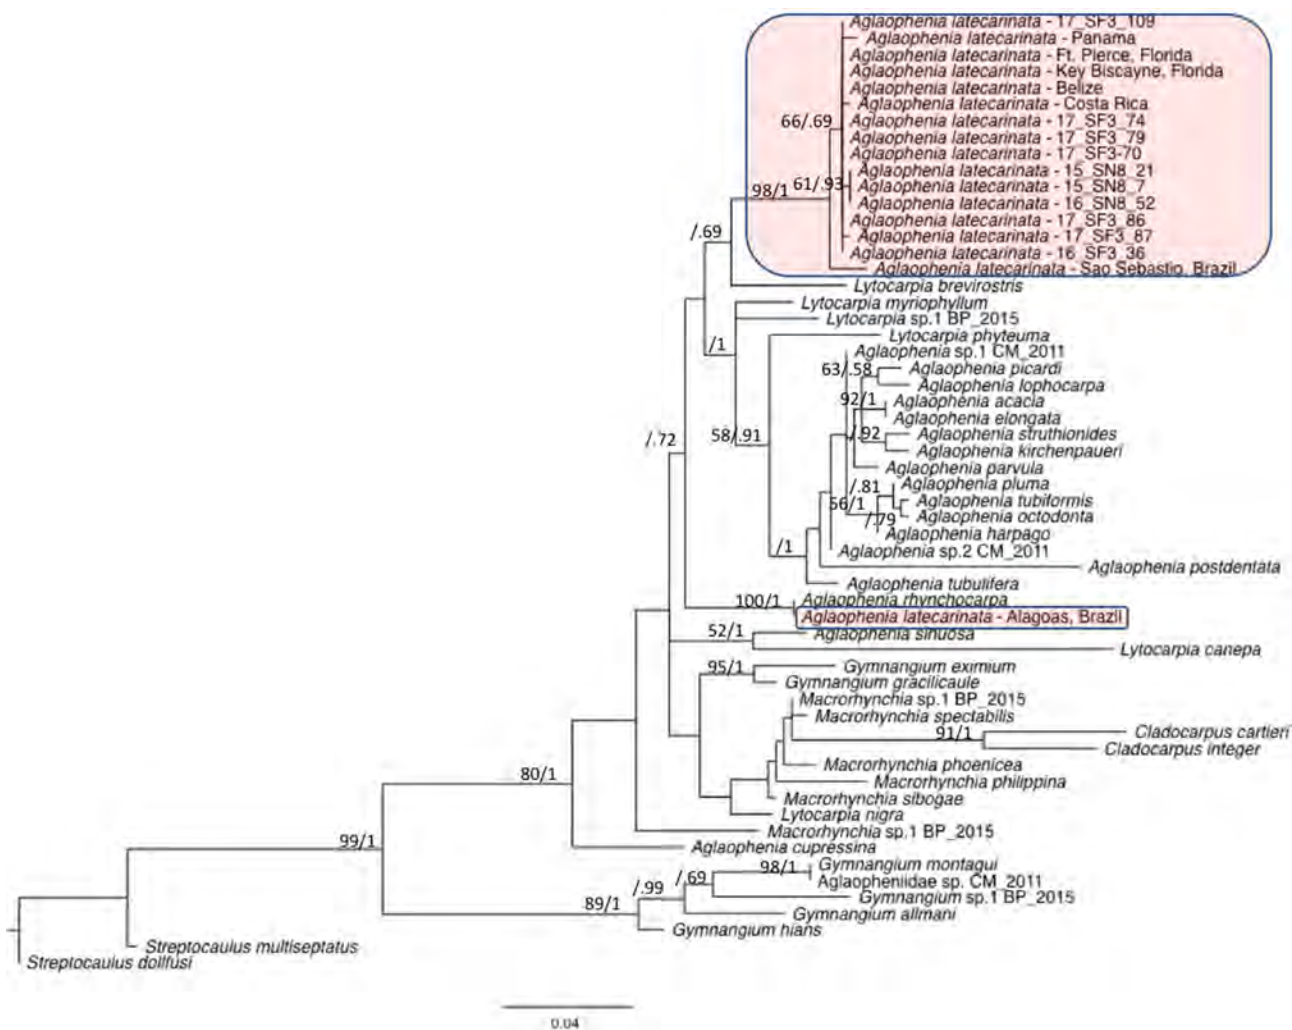 Aglaophenia latecarinata - 17_SF3_109
Aglaophenia latecarinata - Panama
Aglaophenia latecarinata - Ft. Pierce, Florida
Aglaophenia latecarinata - Key Biscayne, Florida
Aglaophenia latecarinata - Belize
Aglaophenia latecarinata - Costa Rica
66/.69
Aglaophenia latecarinata - 17_SF3_74
Aglaophenia latecarinata - 17_SF3_79
Aglaophenia latecarinata - 17_SF3-70
Aglaophenia latecarinata - 15_SN8_21
98/1
61/.93
Aglaophenia latecarinata - 15_SN8_7
Aglaophenia latecarinata - 16_SN8_52
Aglaophenia latecarinata - 17_SF3_86
/.69
Aglaophenia latecarinata - 17_SF3_87
Aglaophenia latecarinata - 16_SF3_36
Aglaophenia latecarinata - Sao Sebastio, Brazil
Lytocarpia brevirostris
Lytocarpia myriophyllum
Lytocarpia sp.1 BP_2015
Lytocarpia phyteuma
/1
Aglaophenia sp.1 CM_2011
63/.58
Aglaophenia picardi
Aglaophenia lophocarpa
92/1
Aglaophenia acacia
Aglaophenia elongata
/.72
58/.91
/.92
Aglaophenia struthionides
Aglaophenia kirchenpaueri
Aglaophenia parvula
/.81
Aglaophenia pluma
56/1
Aglaophenia tubiformis
/.79
Aglaophenia octodonta
Aglaophenia harpago
/1
Aglaophenia sp.2 CM_2011
Aglaophenia postdentata
Aglaophenia tubulifera
100/1
Aglaophenia rhynchocarpa
Aglaophenia latecarinata - Alagoas, Brazil
52/1
Aglaophenia sinuosa
Lytocarpia canepa
95/1
Gymnangium eximium
Gymnangium gracilicaule
Macrorhynchia sp.1 BP_2015
Macrorhynchia spectabilis
91/1
Cladocarpus cartieri
Cladocarpus integer
Macrorhynchia phoenicea
80/1
Macrorhynchia philippina
Macrorhynchia sibogae
Lytocarpia nigra
Macrorhynchia sp.1 BP_2015
99/1
Aglaophenia cupressina
98/1
Gymnangium montagui
/.69
Aglaopheniidae sp. CM_2011
/.99
Gymnangium sp.1 BP_2015
89/1
Gymnangium allmani
Gymnangium hians
Streptocaulus multiseptatus
Streptocaulus dollfusi
0.04